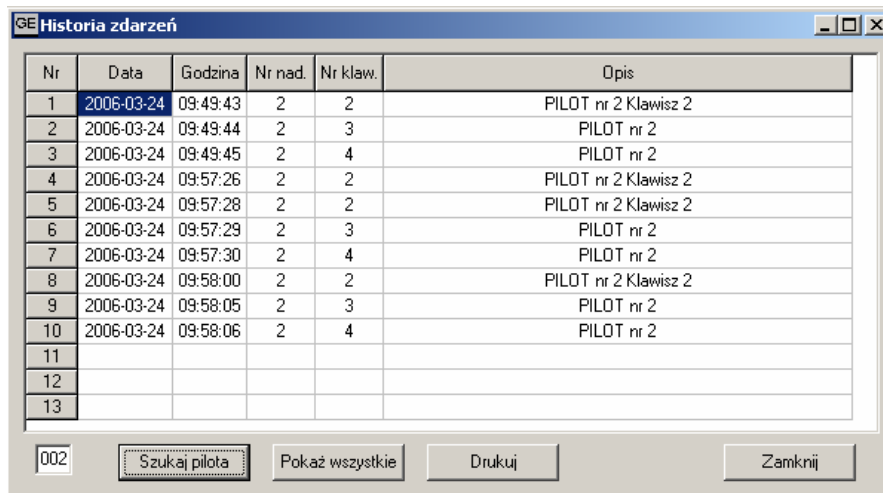 GE Historia zdarzeń
Nr Data Godzina Nr nad. Nr klaw. Opis
1 2006-03-24 09:49:43 2 2 PILOT nr 2 Klawisz 2
2 2006-03-24 09:49:44 2 3 PILOT nr 2
3 2006-03-24 09:49:45 2 4 PILOT nr 2
4 2006-03-24 09:57:26 2 2 PILOT nr 2 Klawisz 2
5 2006-03-24 09:57:28 2 2 PILOT nr 2 Klawisz 2
6 2006-03-24 09:57:29 2 3 PILOT nr 2
7 2006-03-24 09:57:30 2 4 PILOT nr 2
8 2006-03-24 09:58:00 2 2 PILOT nr 2 Klawisz 2
9 2006-03-24 09:58:05 2 3 PILOT nr 2
10 2006-03-24 09:58:06 2 4 PILOT nr 2
11
12
13
002 Szukaj pilota Pokaż wszystkie Drukuj Zamknij